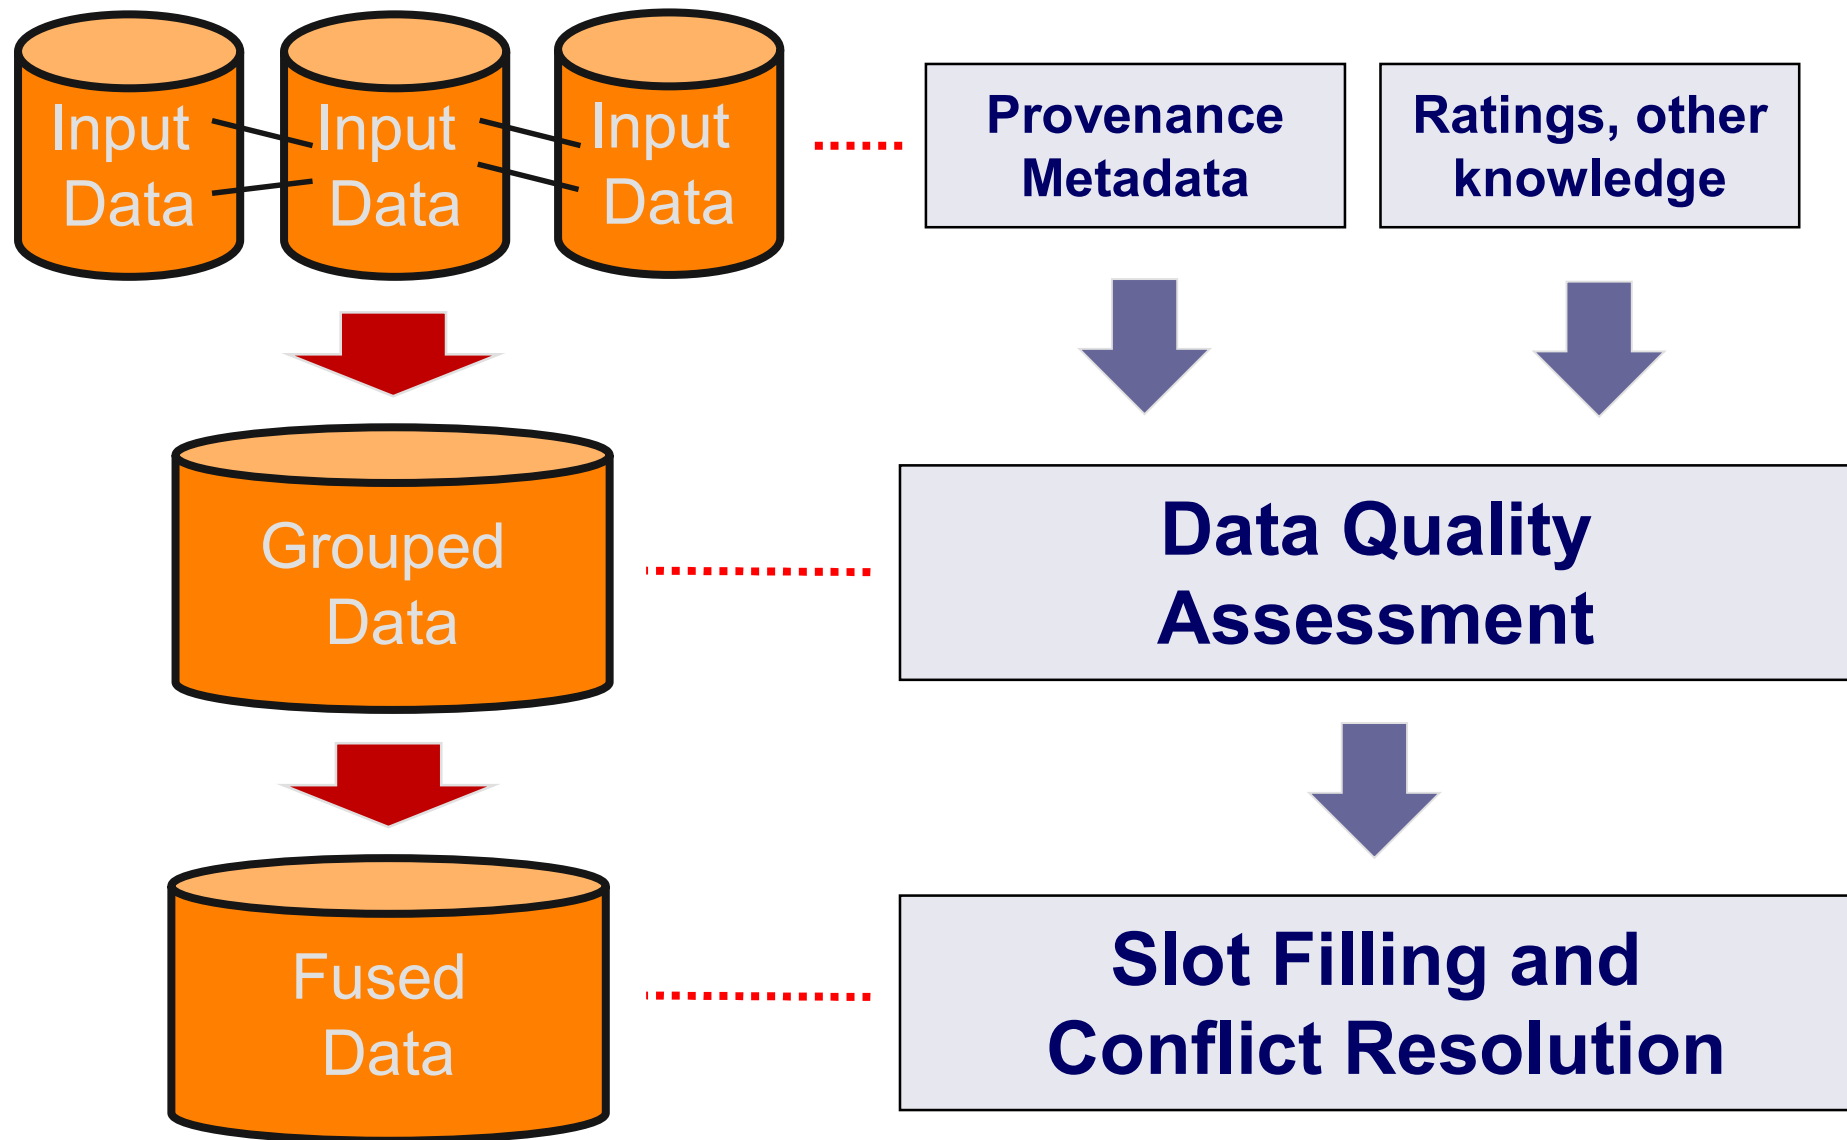 Input
Data
Input
Data
Input
Data
Provenance
Metadata
Ratings, other
knowledge
Grouped
Data
Data Quality
Assessment
Fused
Data
Slot Filling and
Conflict Resolution